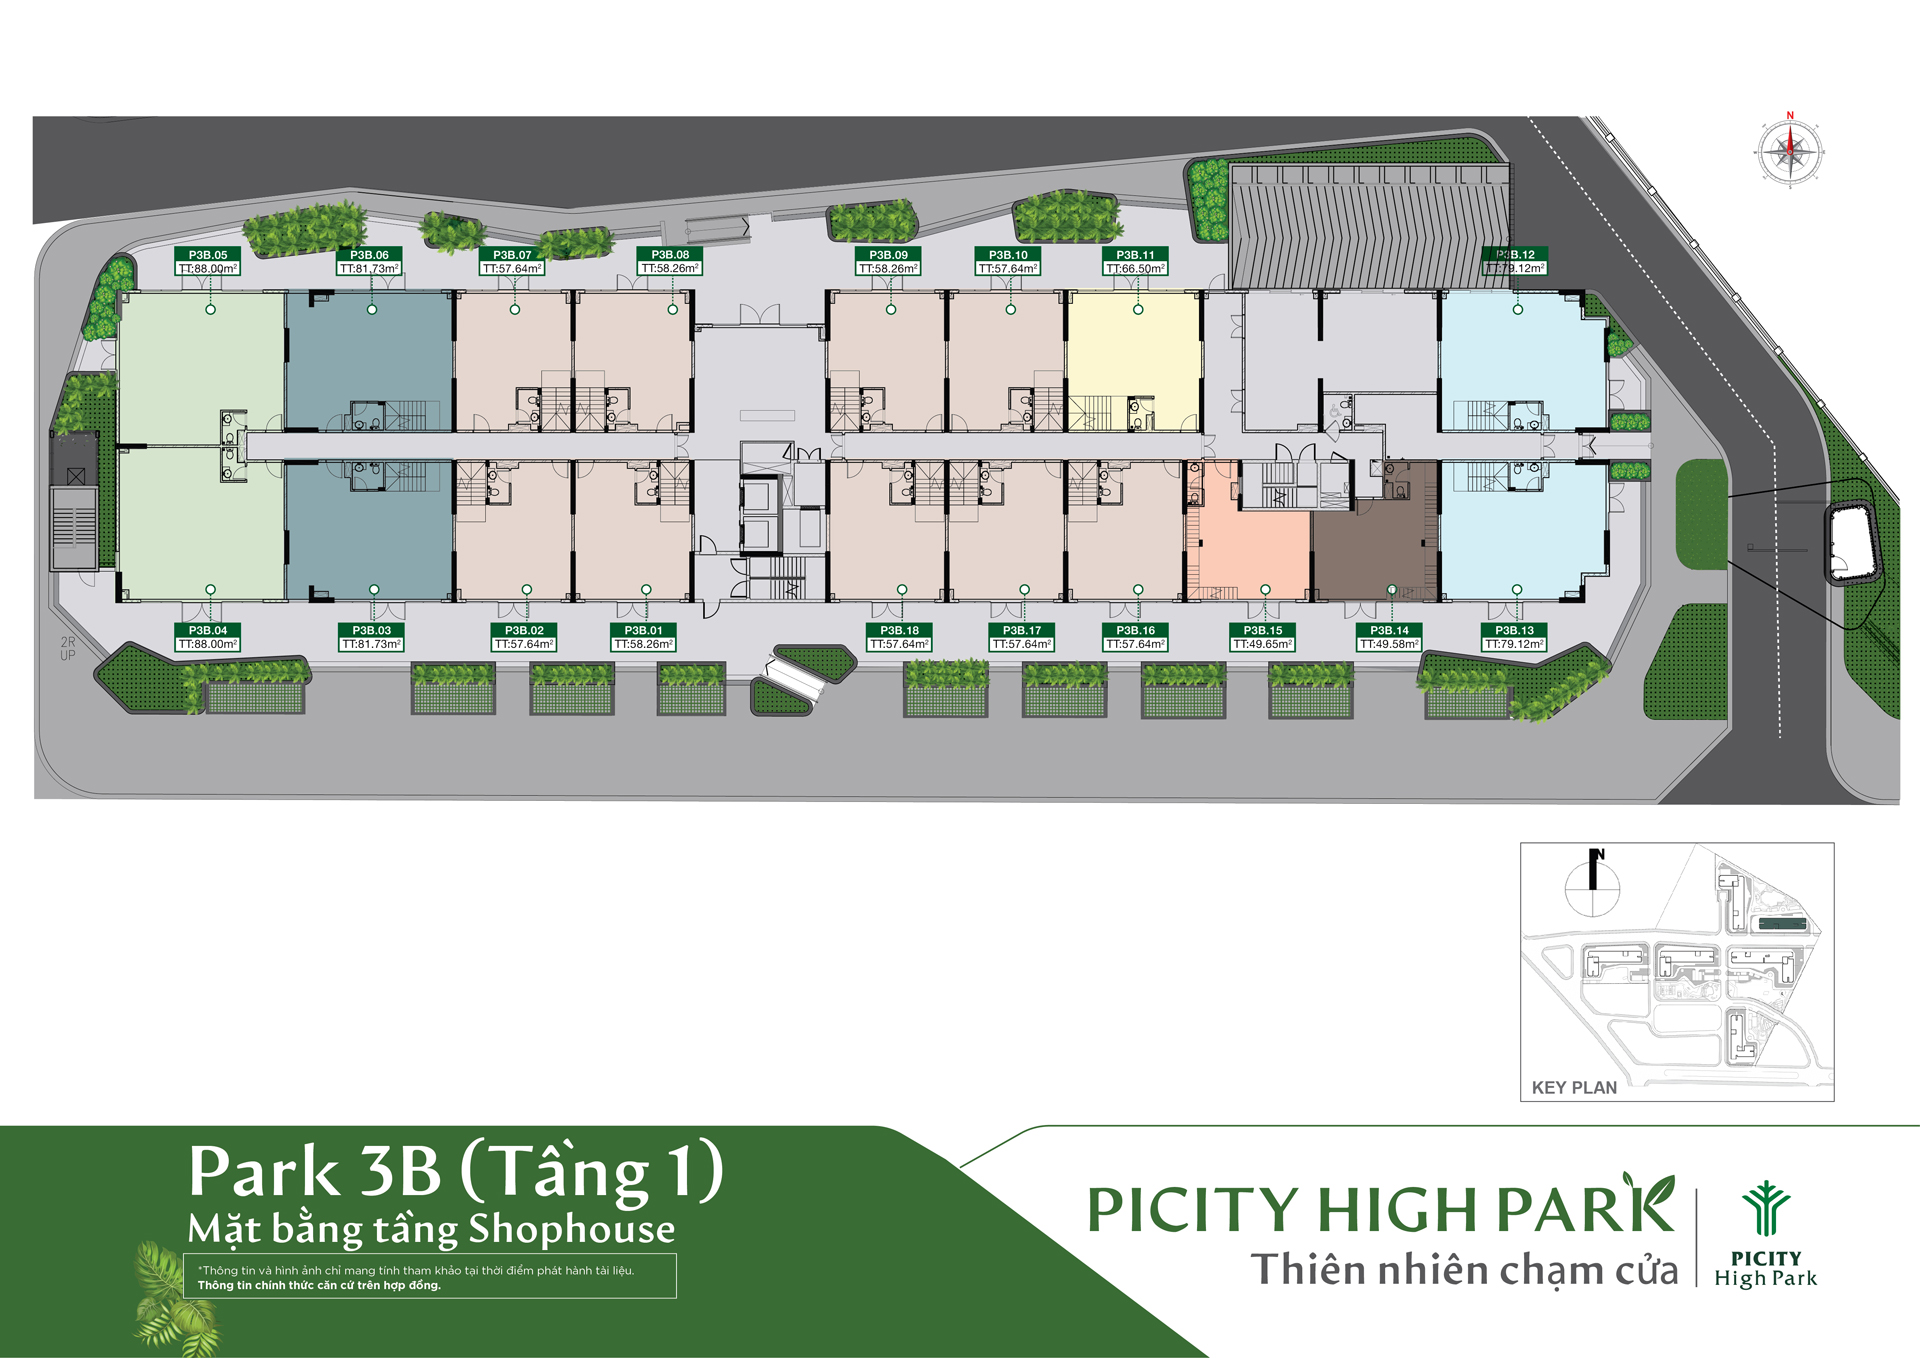 N
P3B.05
TT:88.00m²
P3B.06
TT:81.73m²
P3B.07
TT:57.64m²
P3B.08
TT:58.26m²
P3B.09
TT:58.26m²
P3B.10
TT:57.64m²
P3B.11
TT:66.50m²
P3B.12
TT:79.12m²
2R
UP
P3B.04
TT:88.00m²
P3B.03
TT:81.73m²
P3B.02
TT:57.64m²
P3B.01
TT:58.26m²
P3B.18
TT:57.64m²
P3B.17
TT:57.64m²
P3B.16
TT:57.64m²
P3B.15
TT:49.65m²
P3B.14
TT:49.58m²
P3B.13
TT:79.12m²
N
KEY PLAN
Park 3B (Tầng 1)
Mặt bằng tầng Shophouse
*Thông tin và hình ảnh chỉ mang tính tham khảo tại thời điểm phát hành tài liệu.
Thông tin chính thức căn cứ trên hợp đồng.
PICITY HIGH PARK
Thiên nhiên chạm cửa
PICITY
High Park